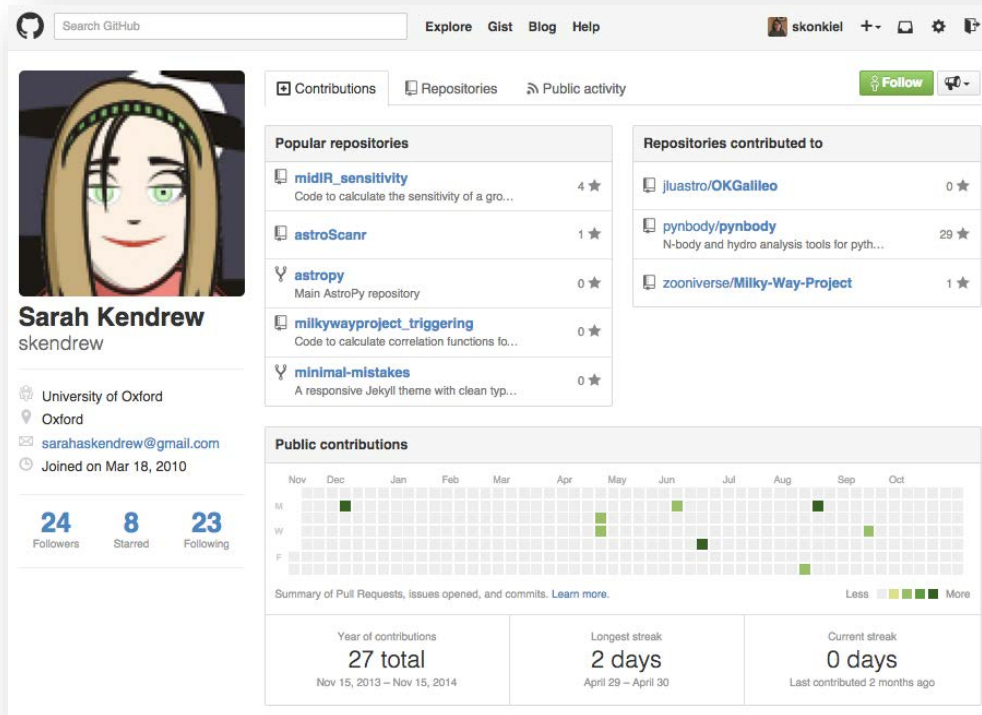 Search GitHub
Explore Gist Blog Help
skonkiel
Contributions Repositories Public activity
Follow
Sarah Kendrew
skendrew
University of Oxford
Oxford
sarahaskendrew@gmail.com
Joined on Mar 18, 2010
24 8 23
Followers Starred Following
Popular repositories
midIR_sensitivity
Code to calculate the sensitivity of a gro...
4
astroScanr
1
astropy
Main AstroPy repository
0
milkywayproject_triggering
Code to calculate correlation functions fo...
0
minimal-mistakes
A responsive Jekyll theme with clean typ...
0
Repositories contributed to
jluastro/OKGalileo
0
pynbody/pynbody
N-body and hydro analysis tools for pyth...
29
zooniverse/Milky-Way-Project
1
Public contributions
Nov Dec Jan Feb Mar Apr May Jun Jul Aug Sep Oct
M
W
F
Summary of Pull Requests, issues opened, and commits. Learn more.
Less More
Year of contributions
27 total
Nov 15, 2013 – Nov 15, 2014
Longest streak
2 days
April 29 – April 30
Current streak
0 days
Last contributed 2 months ago